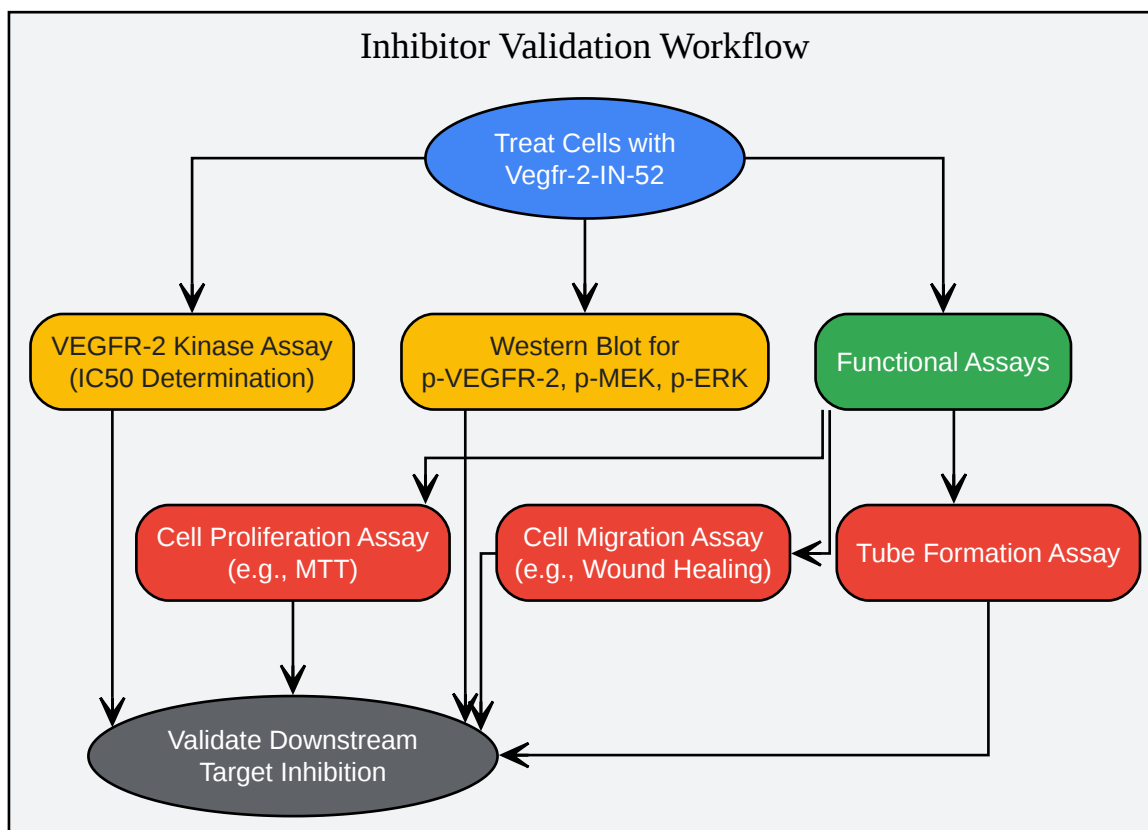 Inhibitor Validation Workflow
Treat Cells with
Vegfr-2-IN-52
VEGFR-2 Kinase Assay
(IC50 Determination)
Western Blot for
p-VEGFR-2, p-MEK, p-ERK
Functional Assays
Cell Proliferation Assay
(e.g., MTT)
Cell Migration Assay
(e.g., Wound Healing)
Tube Formation Assay
Validate Downstream
Target Inhibition